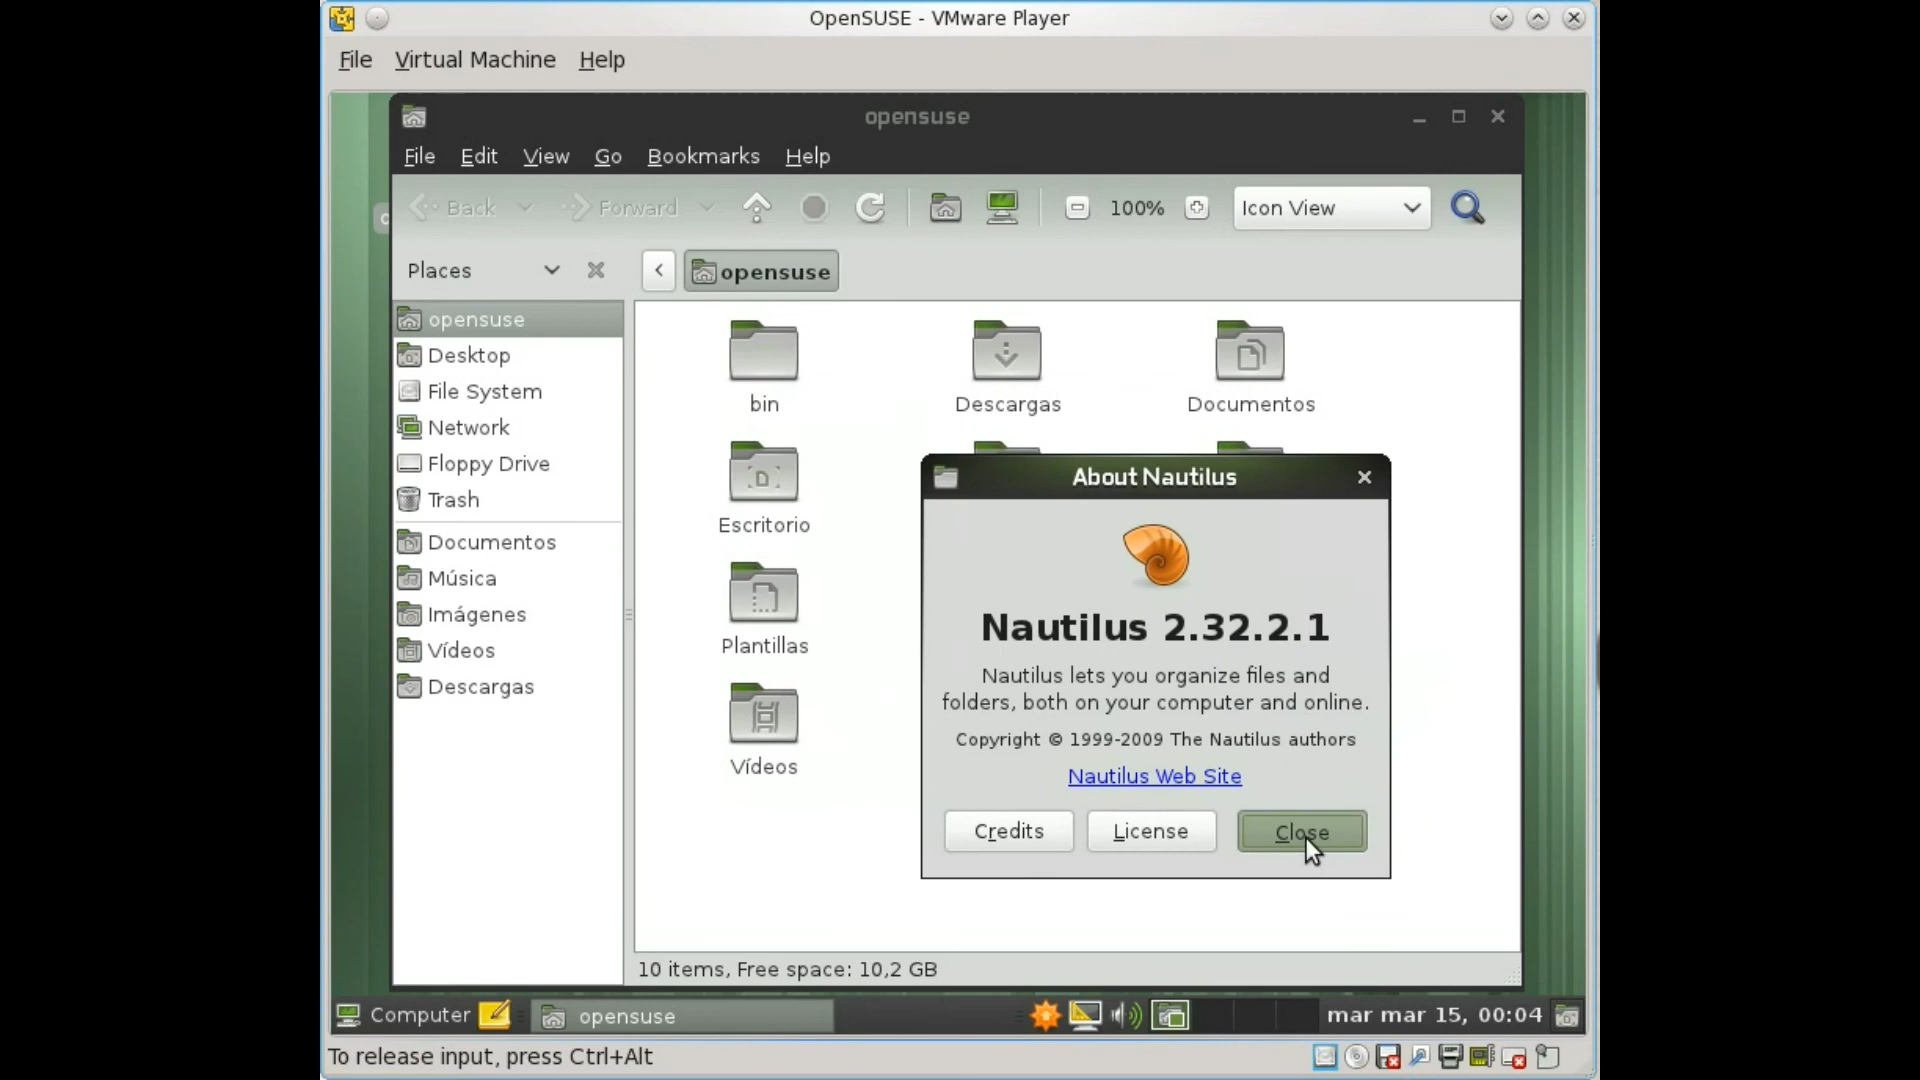 OpenSUSE - VMware Player
File Virtual Machine Help
opensuse
File Edit View Go Bookmarks Help
Back Forward 100% Icon View
Places opensuse
opensuse
Desktop
File System
Network
Floppy Drive
Trash
Documentos
Música
Imágenes
Vídeos
Descargas
bin Descargas Documentos
Escritorio
Plantillas
Vídeos
About Nautilus
Nautilus 2.32.2.1
Nautilus lets you organize files and
folders, both on your computer and online.
Copyright © 1999-2009 The Nautilus authors
Nautilus Web Site
Credits License Close
10 items, Free space: 10,2 GB
Computer opensuse mar mar 15, 00:04
To release input, press Ctrl+Alt